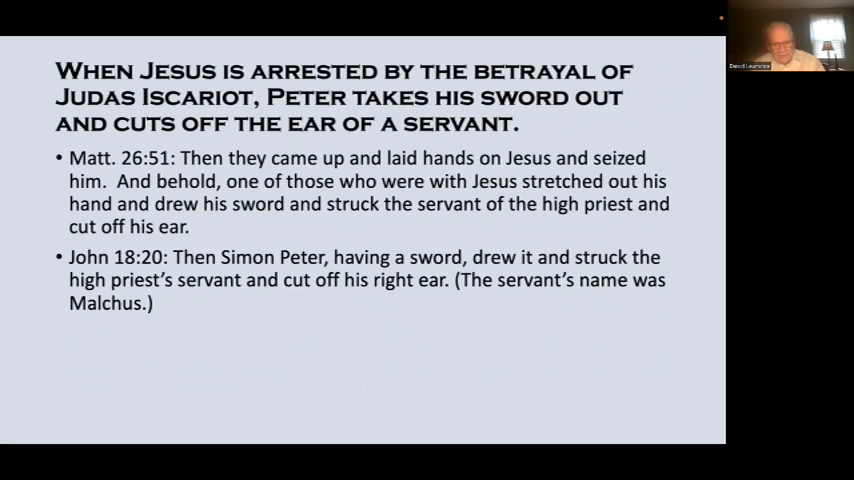 WHEN JESUS IS ARRESTED BY THE BETRAYAL OF
JUDAS ISCARIOT, PETER TAKES HIS SWORD OUT
AND CUTS OFF THE EAR OF A SERVANT.
• Matt. 26:51: Then they came up and laid hands on Jesus and seized
him.  And behold, one of those who were with Jesus stretched out his
hand and drew his sword and struck the servant of the high priest and
cut off his ear.
• John 18:20: Then Simon Peter, having a sword, drew it and struck the
high priest's servant and cut off his right ear. (The servant's name was
Malchus.)